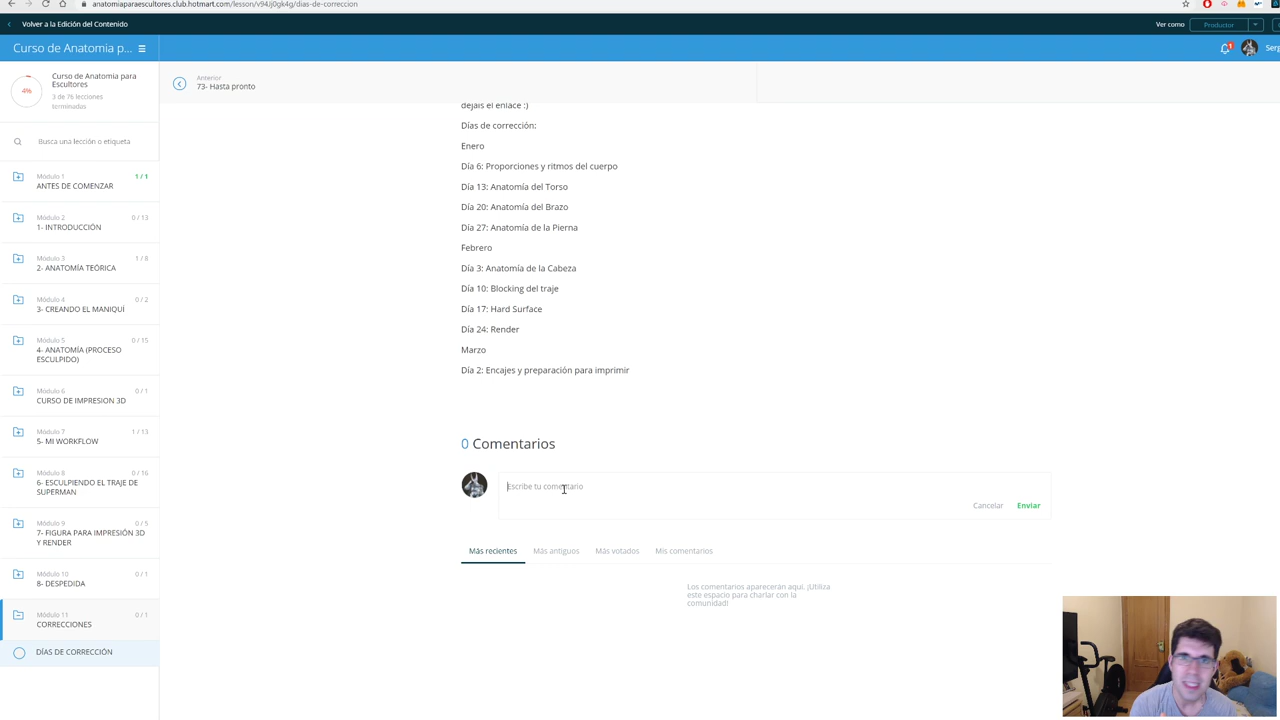 anatomiaparaescultores.club.hotmart.com/lesson/v94Jj0gk4g/dias-de-correccion
Volver a la Edición del Contenido
Ver como
Productor
Curso de Anatomia p...
1
Serg
4%
Curso de Anatomia para
Escultores
3 de 76 lecciones
terminadas
Anterior
73- Hasta pronto
Busca una lección o etiqueta
Módulo 1
1 / 1
ANTES DE COMENZAR
Módulo 2
0 / 13
1- INTRODUCCIÓN
Módulo 3
1 / 8
2- ANATOMÍA TEÓRICA
Módulo 4
0 / 2
3- CREANDO EL MANIQUÍ
Módulo 5
0 / 15
4- ANATOMÍA (PROCESO
ESCULPIDO)
Módulo 6
0 / 1
CURSO DE IMPRESION 3D
Módulo 7
1 / 13
5- MI WORKFLOW
Módulo 8
0 / 16
6- ESCULPIENDO EL TRAJE DE
SUPERMAN
Módulo 9
0 / 5
7- FIGURA PARA IMPRESIÓN 3D
Y RENDER
Módulo 10
0 / 1
8- DESPEDIDA
Módulo 11
0 / 1
CORRECCIONES
DÍAS DE CORRECCIÓN
dejáis el enlace :)
Días de corrección:
Enero
Día 6: Proporciones y ritmos del cuerpo
Día 13: Anatomía del Torso
Día 20: Anatomía del Brazo
Día 27: Anatomía de la Pierna
Febrero
Día 3: Anatomía de la Cabeza
Día 10: Blocking del traje
Día 17: Hard Surface
Día 24: Render
Marzo
Día 2: Encajes y preparación para imprimir
0 Comentarios
Escribe tu comentario
Cancelar
Enviar
Más recientes
Más antiguos
Más votados
Mis comentarios
Los comentarios aparecerán aquí. ¡Utiliza
este espacio para charlar con la
comunidad!